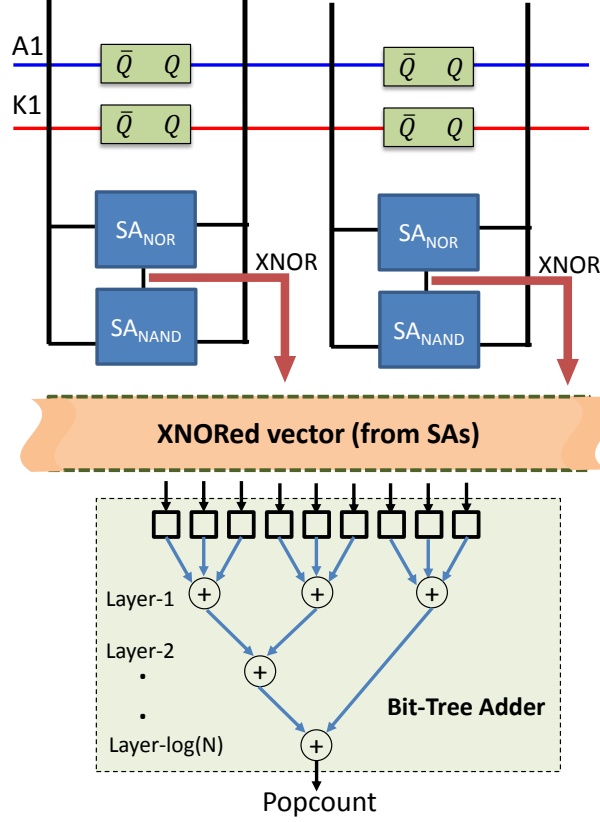 A1
Q̄ Q
Q̄ Q
K1
Q̄ Q
Q̄ Q
SA_NOR
SA_NOR
XNOR
XNOR
SA_NAND
SA_NAND
XNORed vector (from SAs)
+
+
+
Layer-1
Layer-2
+
.
.
Bit-Tree Adder
Layer-log(N)
+
Popcount